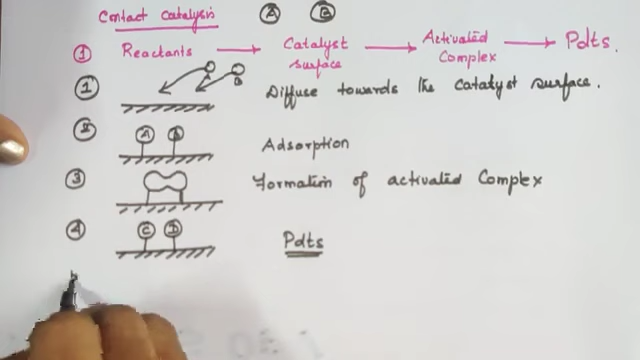 Contact Catalysis A B
1 Reactants → Catalyst surface → Activated Complex → Pdts.
1 A B Diffuse towards the catalyst surface.
2 A B Adsorption
3 Formation of activated Complex
4 C D Pdts